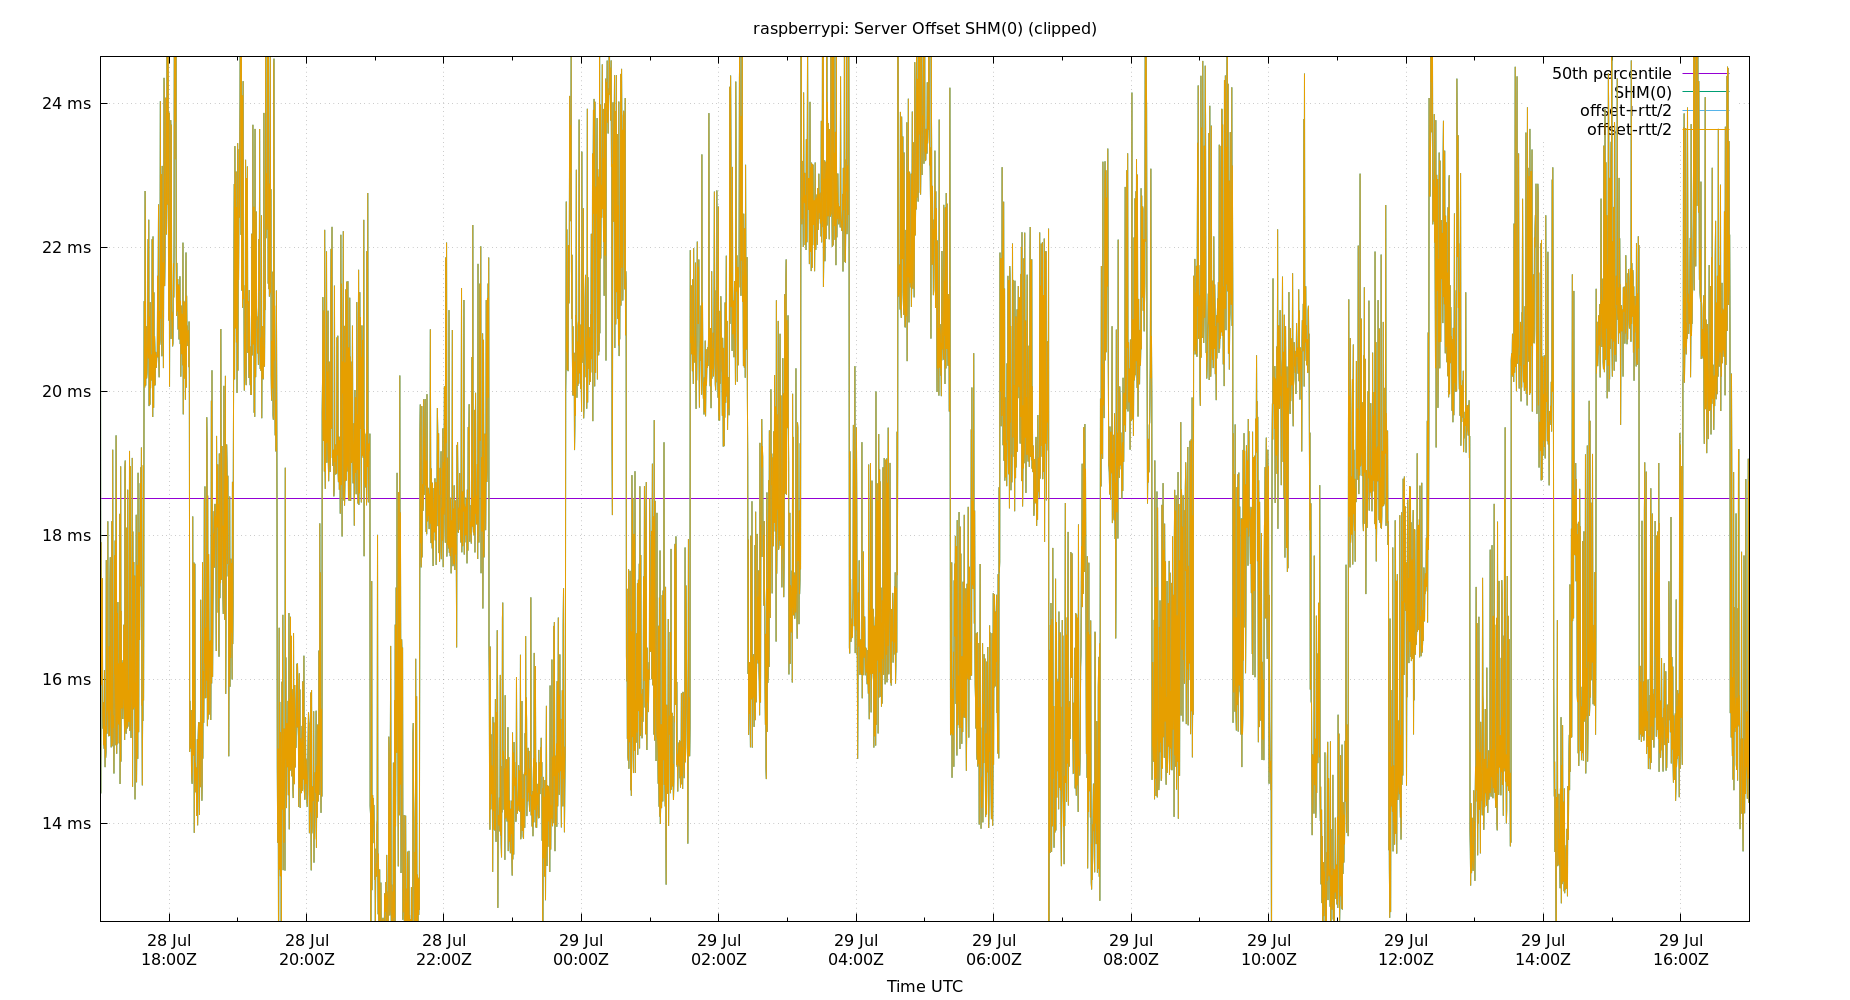 raspberrypi: Server Offset SHM(0) (clipped)
50th percentile
SHM(0)
offset+rtt/2
offset-rtt/2
24 ms
22 ms
20 ms
18 ms
16 ms
14 ms
28 Jul 28 Jul 28 Jul 29 Jul 29 Jul 29 Jul 29 Jul 29 Jul 29 Jul 29 Jul 29 Jul 29 Jul
18:00Z 20:00Z 22:00Z 00:00Z 02:00Z 04:00Z 06:00Z 08:00Z 10:00Z 12:00Z 14:00Z 16:00Z
Time UTC